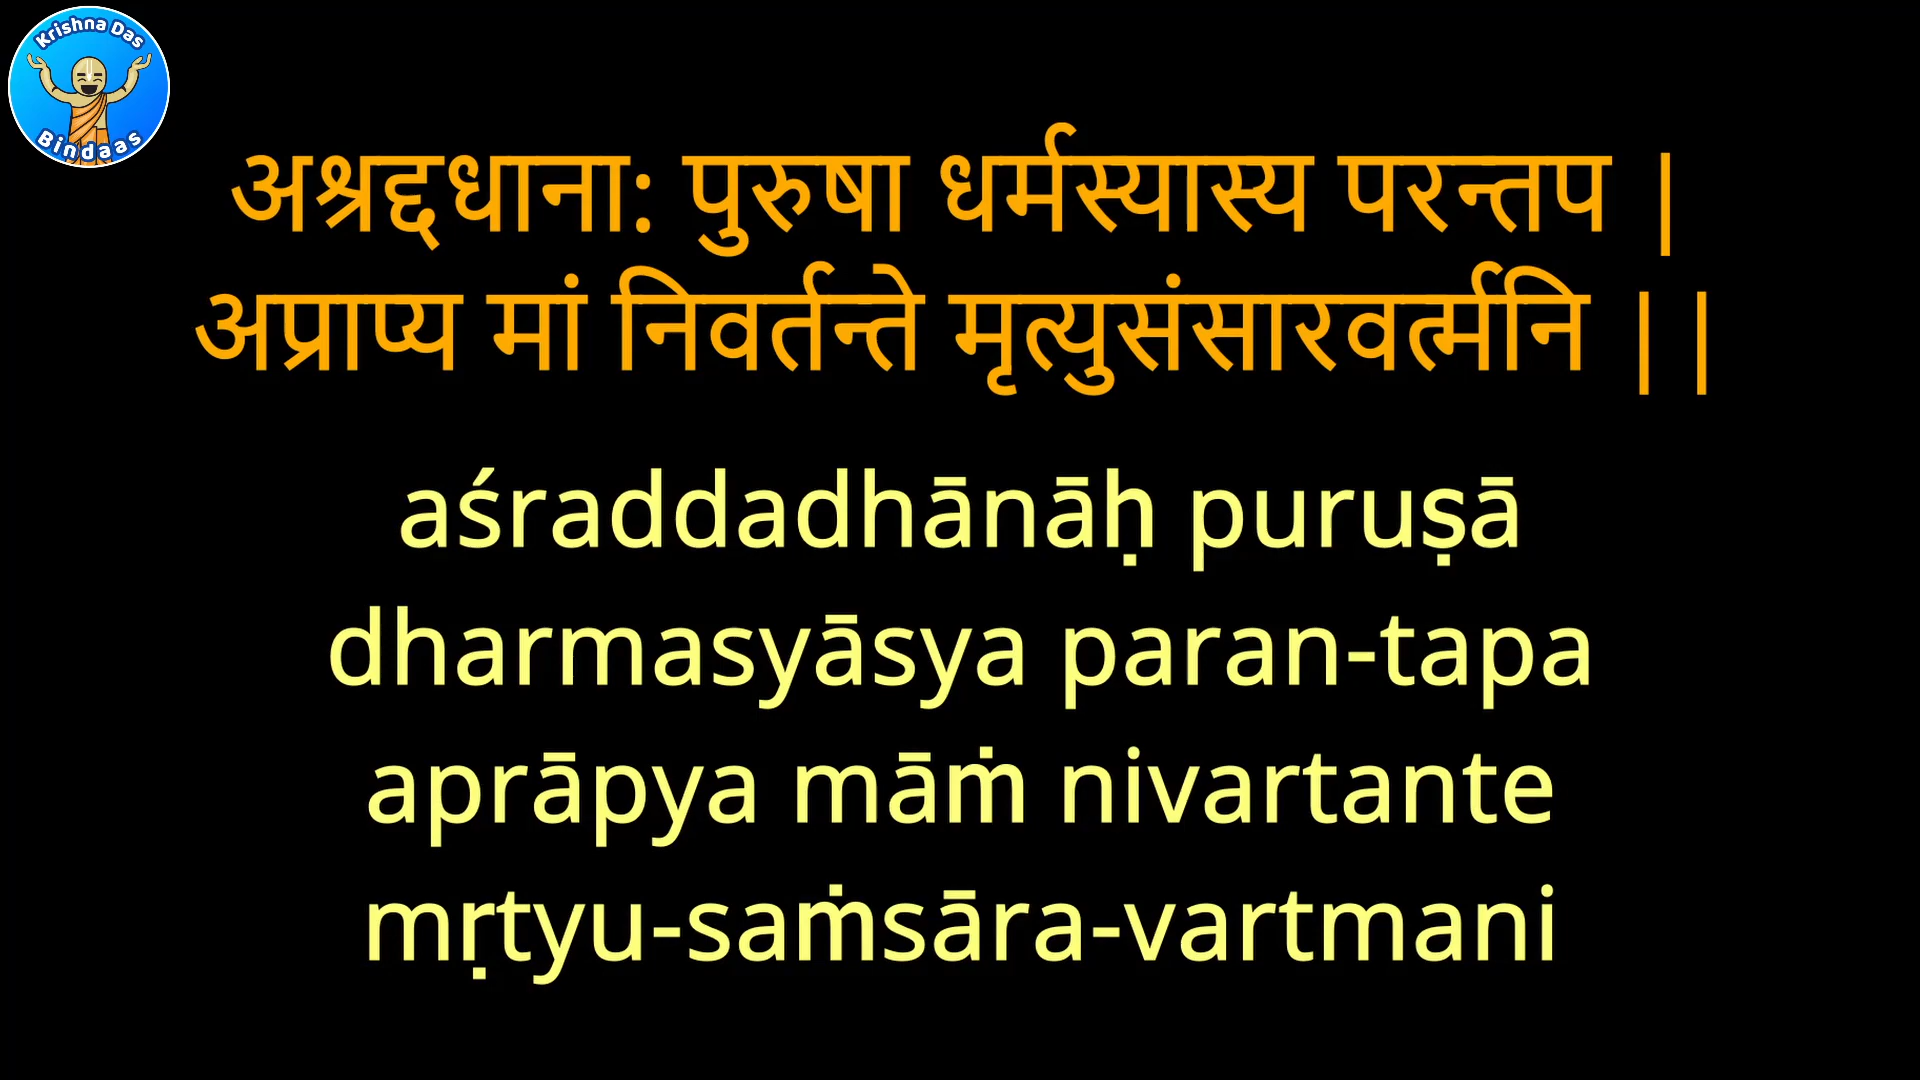 Krishna Das
Bindaas
अश्रद्दधाना: पुरुषा धर्मस्यास्य परन्तप |
अप्राप्य मां निवर्तन्ते मृत्युसंसारवर्त्मनि ||
aśraddadhānāḥ puruṣā
dharmasyāsya paran-tapa
aprāpya māṁ nivartante
mṛtyu-saṁsāra-vartmani